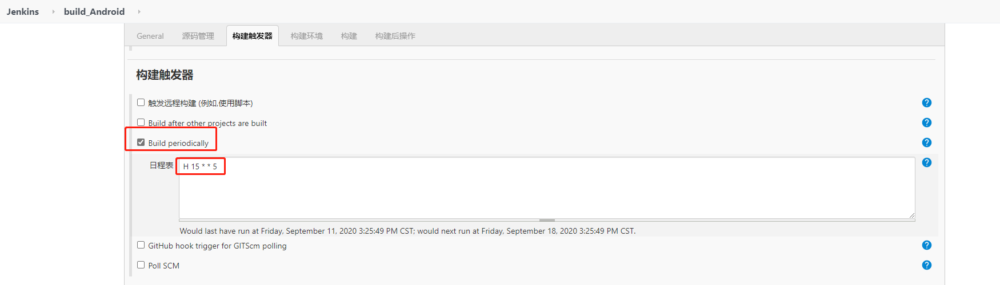 Jenkins build_Android
General 源码管理 构建触发器 构建环境 构建 构建后操作
构建触发器
触发远程构建 (例如,使用脚本)
Build after other projects are built
Build periodically
日程表 H 15 * * 5
Would last have run at Friday, September 11, 2020 3:25:49 PM CST; would next run at Friday, September 18, 2020 3:25:49 PM CST.
GitHub hook trigger for GITScm polling
Poll SCM